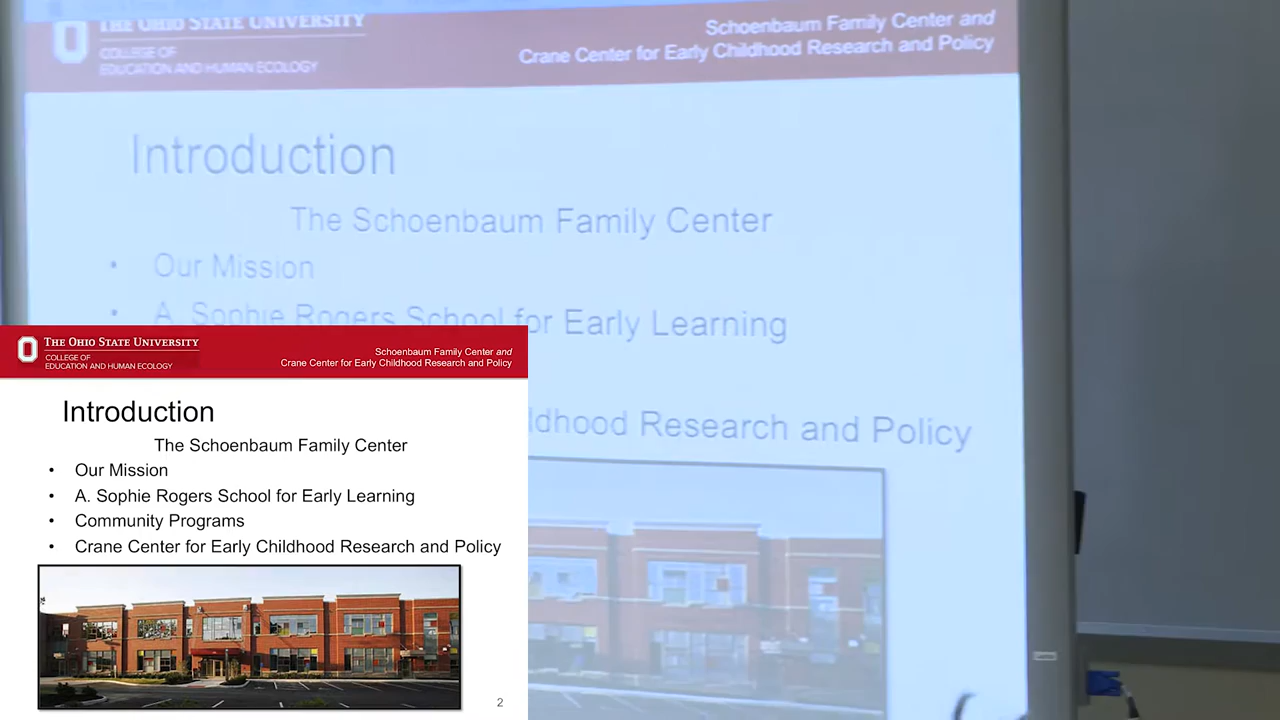 THE OHIO STATE UNIVERSITY
COLLEGE OF
EDUCATION AND HUMAN ECOLOGY
Schoenbaum Family Center and
Crane Center for Early Childhood Research and Policy
Introduction
The Schoenbaum Family Center
• Our Mission
• A. Sophie Rogers School for Early Learning
ldhood Research and Policy
THE OHIO STATE UNIVERSITY
COLLEGE OF
EDUCATION AND HUMAN ECOLOGY
Schoenbaum Family Center and
Crane Center for Early Childhood Research and Policy
Introduction
The Schoenbaum Family Center
• Our Mission
• A. Sophie Rogers School for Early Learning
• Community Programs
• Crane Center for Early Childhood Research and Policy
2